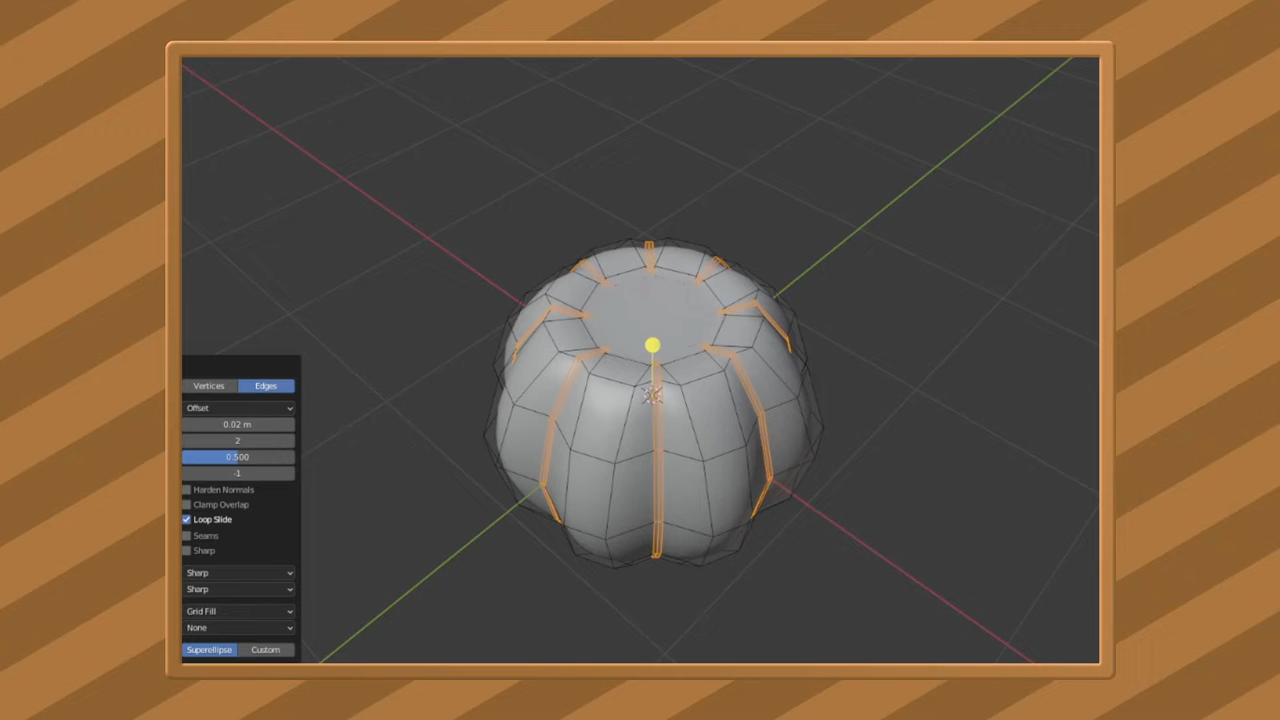 Vertices Edges
Offset
0.02 m
2
0.500
-1
Harden Normals
Clamp Overlap
Loop Slide
Seams
Sharp
Sharp
Sharp
Grid Fill
None
Superellipse Custom